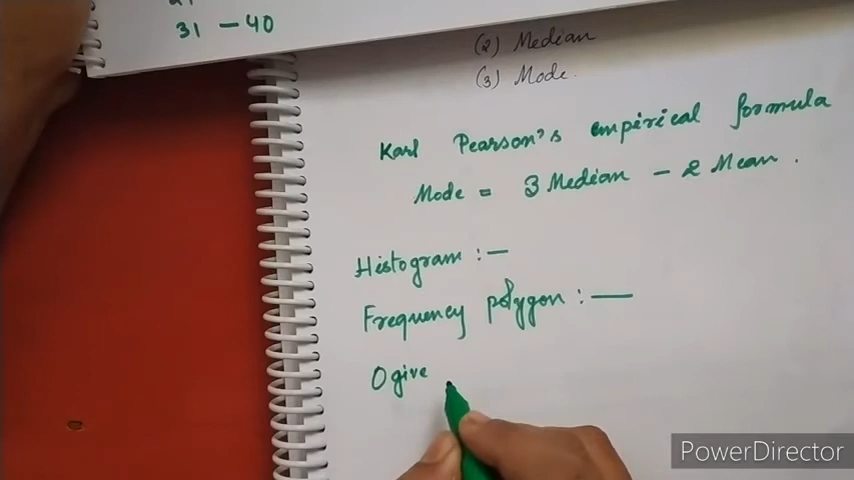 31 - 40
(2) Median
(3) Mode.
Karl Pearson's empirical formula
Mode = 3 Median - 2 Mean.
Histogram :-
Frequency polygon :-
Ogive
PowerDirector